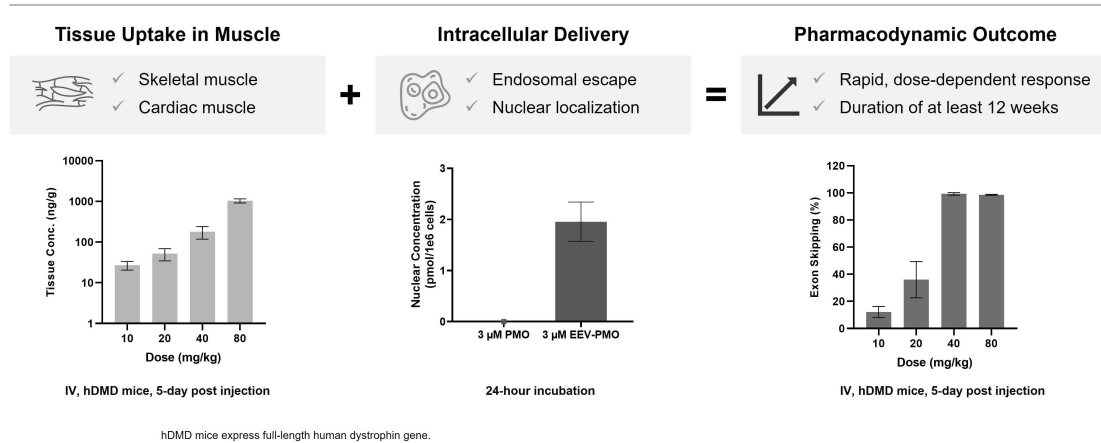 Tissue Uptake in Muscle
Skeletal muscle
Cardiac muscle
+
Intracellular Delivery
Endosomal escape
Nuclear localization
=
Pharmacodynamic Outcome
Rapid, dose-dependent response
Duration of at least 12 weeks
Tissue Conc. (ng/g)
10000
1000
100
10
1
10 20 40 80
Dose (mg/kg)
IV, hDMD mice, 5-day post injection
Nuclear Concentration
(pmol/1e6 cells)
3
2
1
0
3 µM PMO 3 µM EEV-PMO
24-hour incubation
Exon Skipping (%)
120
100
80
60
40
20
0
10 20 40 80
Dose (mg/kg)
IV, hDMD mice, 5-day post injection
hDMD mice express full-length human dystrophin gene.